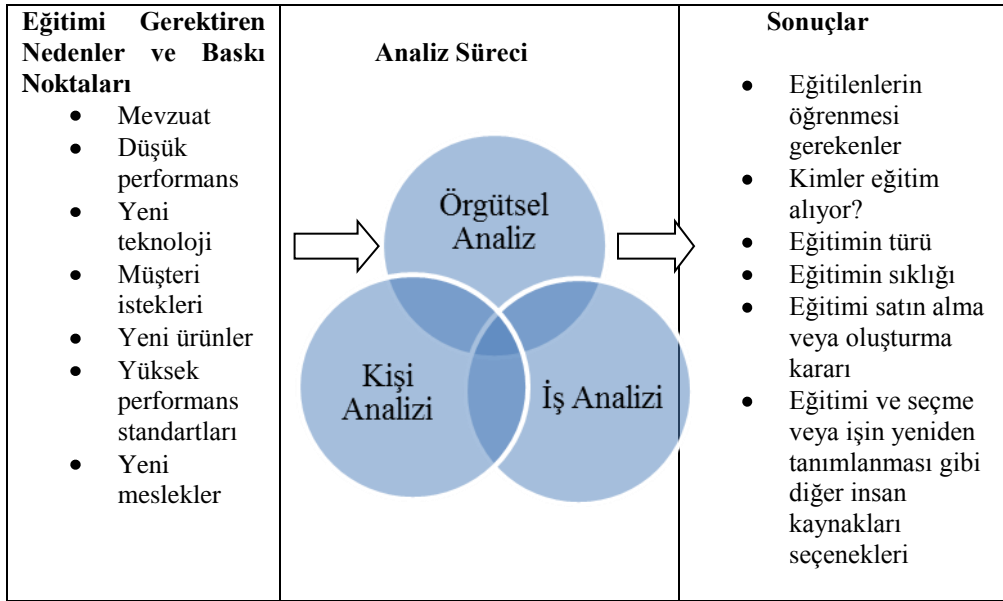 Eğitimi Gerektiren
Nedenler ve Baskı
Noktaları
• Mevzuat
• Düşük
performans
• Yeni
teknoloji
• Müşteri
istekleri
• Yeni ürünler
• Yüksek
performans
standartları
• Yeni
meslekler
Analiz Süreci
Örgütsel
Analiz
Kişi
Analizi
İş Analizi
Sonuçlar
• Eğitilenlerin
öğrenmesi
gerekenler
• Kimler eğitim
alıyor?
• Eğitimin türü
• Eğitimin sıklığı
• Eğitimi satın alma
veya oluşturma
kararı
• Eğitimi ve seçme
veya işin yeniden
tanımlanması gibi
diğer insan
kaynakları
seçenekleri